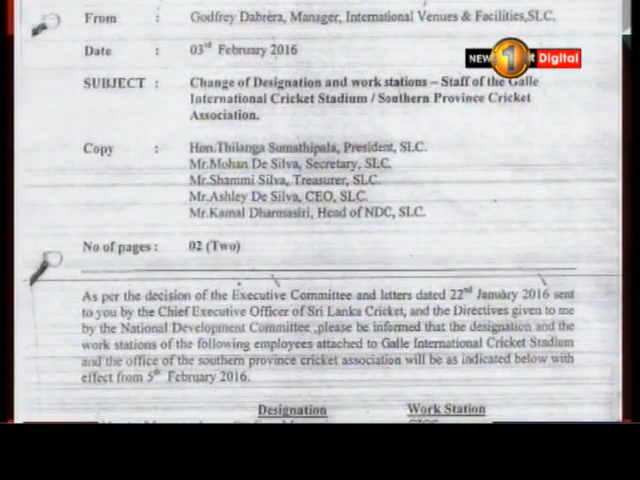 From : Godfrey Dabrera, Manager, International Venues & Facilities,SLC.
Date : 03rd February 2016
NEWS 1st Digital
SUBJECT : Change of Designation and work stations – Staff of the Galle
International Cricket Stadium / Southern Province Cricket
Association.
Copy : Hon.Thilanga Sumathipala, President, SLC.
Mr.Mohan De Silva, Secretary, SLC.
Mr.Shammi Silva, Treasurer, SLC.
Mr.Ashley De Silva, CEO, SLC.
Mr.Kamal Dharmasiri, Head of NDC, SLC.
No of pages : 02 (Two)
As per the decision of the Executive Committee and letters dated 22nd January 2016 sent
to you by the Chief Executive Officer of Sri Lanka Cricket, and the Directives given to me
by the National Development Committee ,please be informed that the designation and the
work stations of the following employees attached to Galle International Cricket Stadium
and the office of the southern province cricket association will be as indicated below with
effect from 5th February 2016.
Designation Work Station